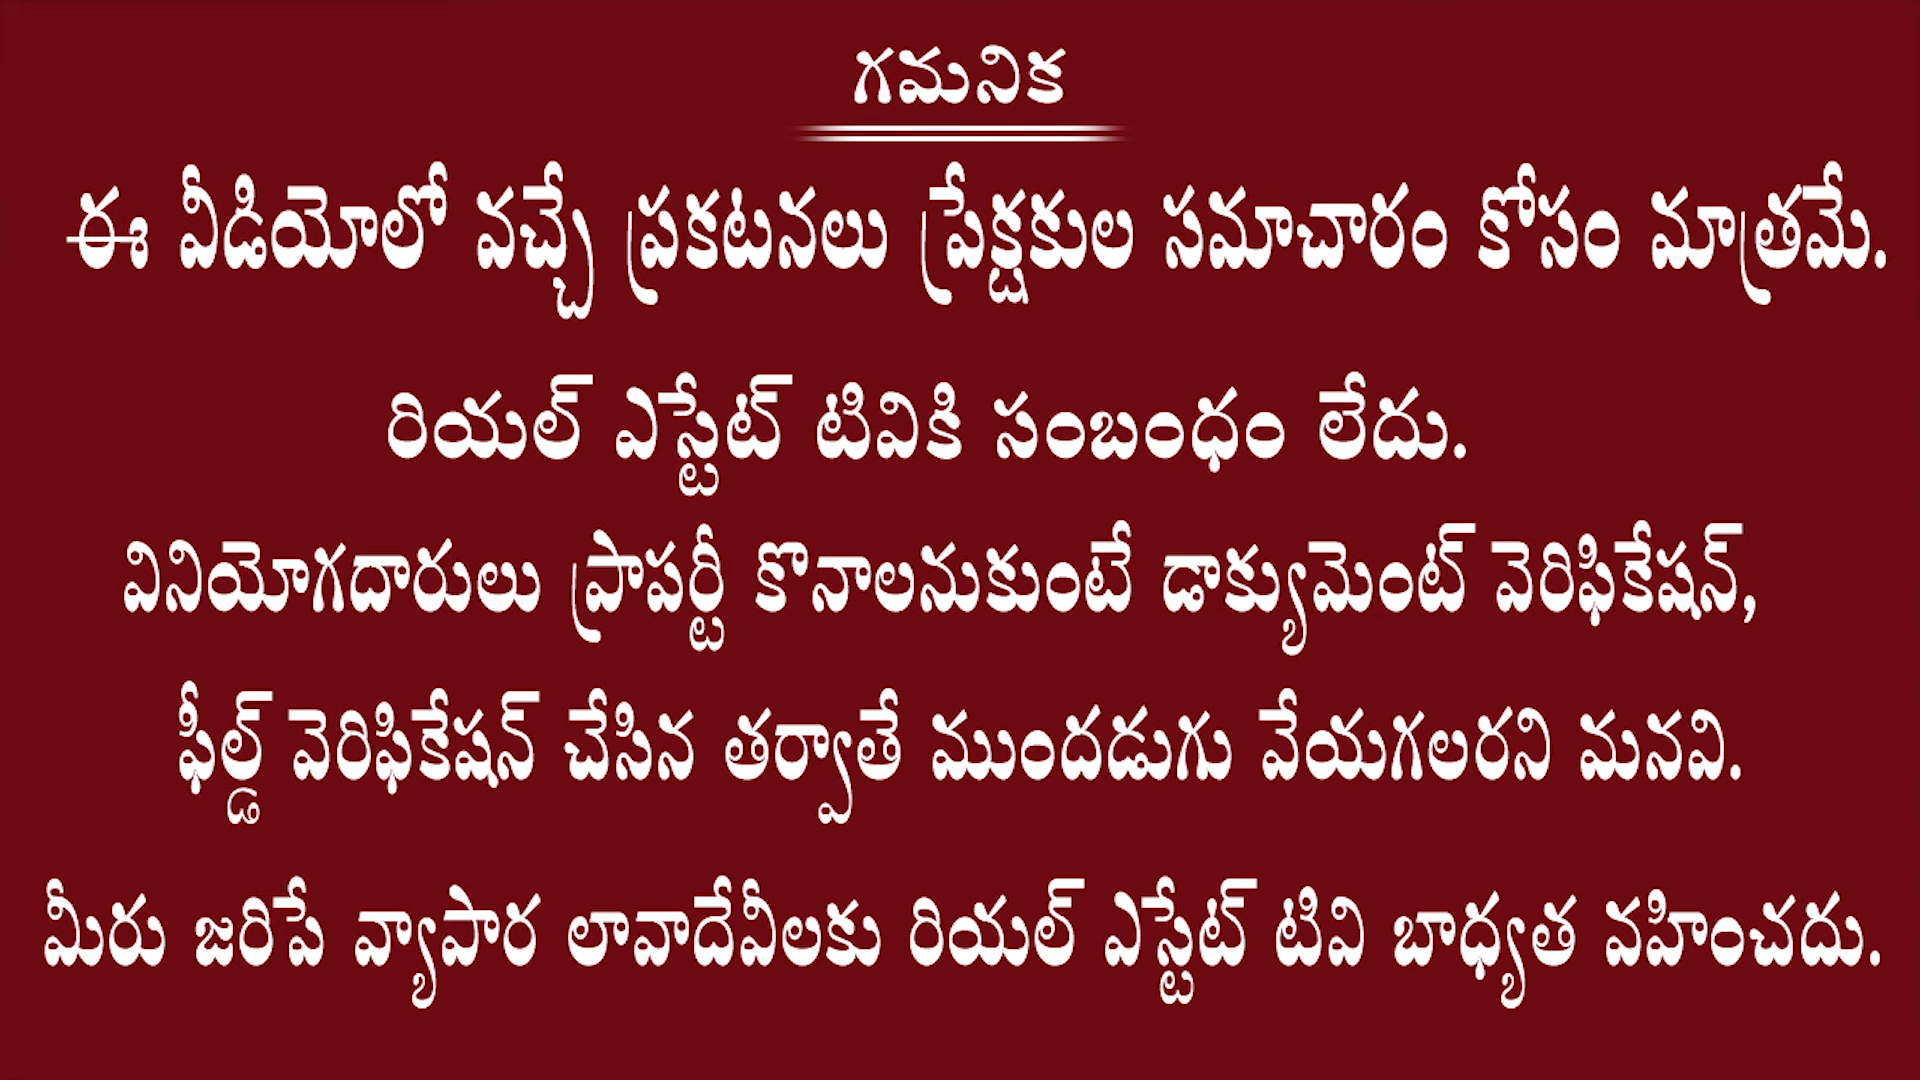 గమనిక
ఈ వీడియోలో వచ్చే ప్రకటనలు ప్రేక్షకుల సమాచారం కోసం మాత్రమే.
రియల్ ఎస్టేట్ టివికి సంబంధం లేదు.
వినియోగదారులు ప్రాపర్టీ కొనాలనుకుంటే డాక్యుమెంట్ వెరిఫికేషన్,
ఫీల్డ్ వెరిఫికేషన్ చేసిన తర్వాతే ముందడుగు వేయగలరని మనవి.
మీరు జరిపే వ్యాపార లావాదేవీలకు రియల్ ఎస్టేట్ టివి బాధ్యత వహించదు.